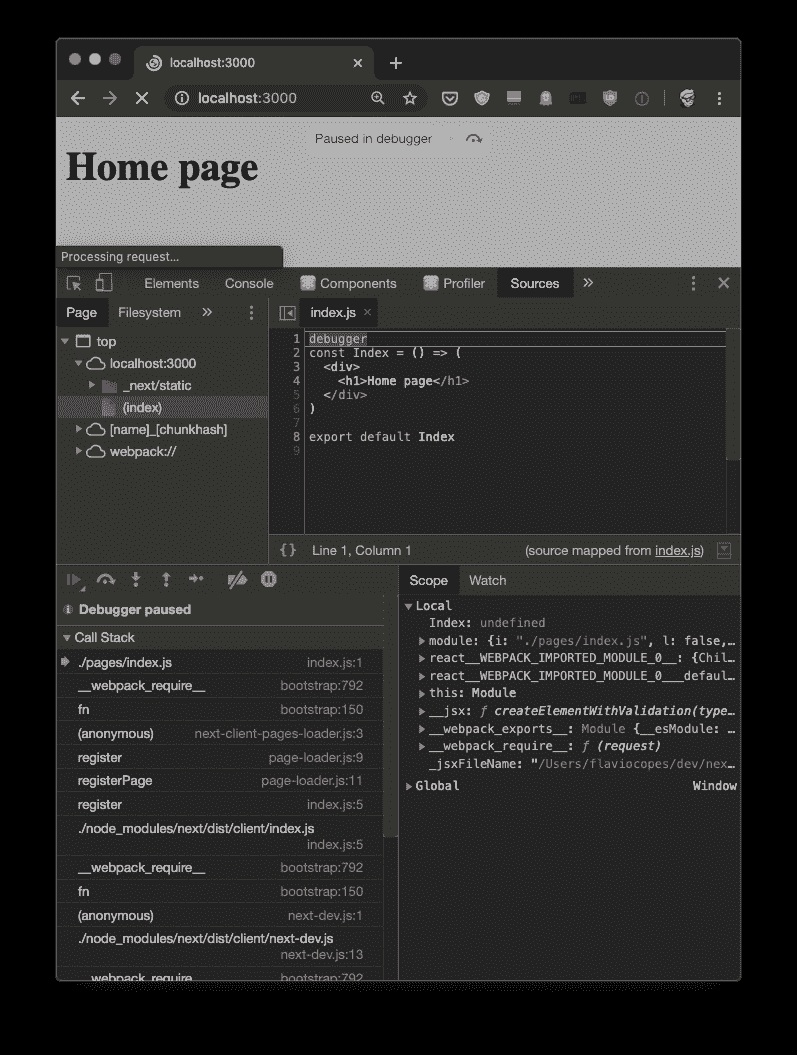 localhost:3000
localhost:3000
Paused in debugger
Home page
Processing request...
Elements Console Components Profiler Sources
Page Filesystem
index.js
top
localhost:3000
_next/static
(index)
[name]_[chunkhash]
webpack://
1 debugger
2 const Index = () => (
3 <div>
4 <h1>Home page</h1>
5 </div>
6 )
7
8 export default Index
9
{} Line 1, Column 1 (source mapped from index.js)
Scope Watch
Debugger paused
Call Stack
./pages/index.js index.js:1
__webpack_require__ bootstrap:792
fn bootstrap:150
(anonymous) next-client-pages-loader.js:3
register page-loader.js:9
registerPage page-loader.js:11
register index.js:5
./node_modules/next/dist/client/index.js
index.js:5
__webpack_require__ bootstrap:792
fn bootstrap:150
(anonymous) next-dev.js:1
./node_modules/next/dist/client/next-dev.js
next-dev.js:13
__webpack_require__ bootstrap:792
Local
Index: undefined
module: {i: "./pages/index.js", l: false,…
react__WEBPACK_IMPORTED_MODULE_0__: {Chil…
react__WEBPACK_IMPORTED_MODULE_0___defaul…
this: Module
__jsx: ƒ createElementWithValidation(type…
__webpack_exports__: Module {__esModule: …
__webpack_require__: ƒ (request)
_jsxFileName: "/Users/flaviocopes/dev/nex…
Global Window